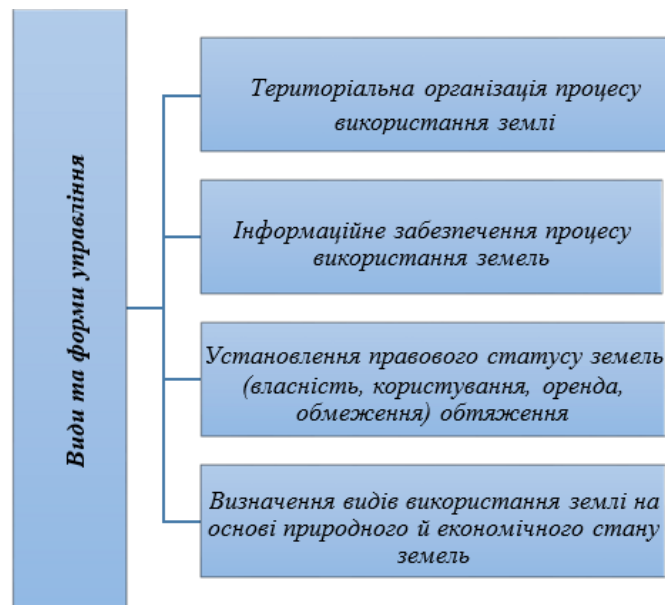 Види та форми управління
Територіальна організація процесу
використання землі
Інформаційне забезпечення процесу
використання земель
Установлення правового статусу земель
(власність, користування, оренда,
обмеження) обтяження
Визначення видів використання землі на
основі природного й економічного стану
земель